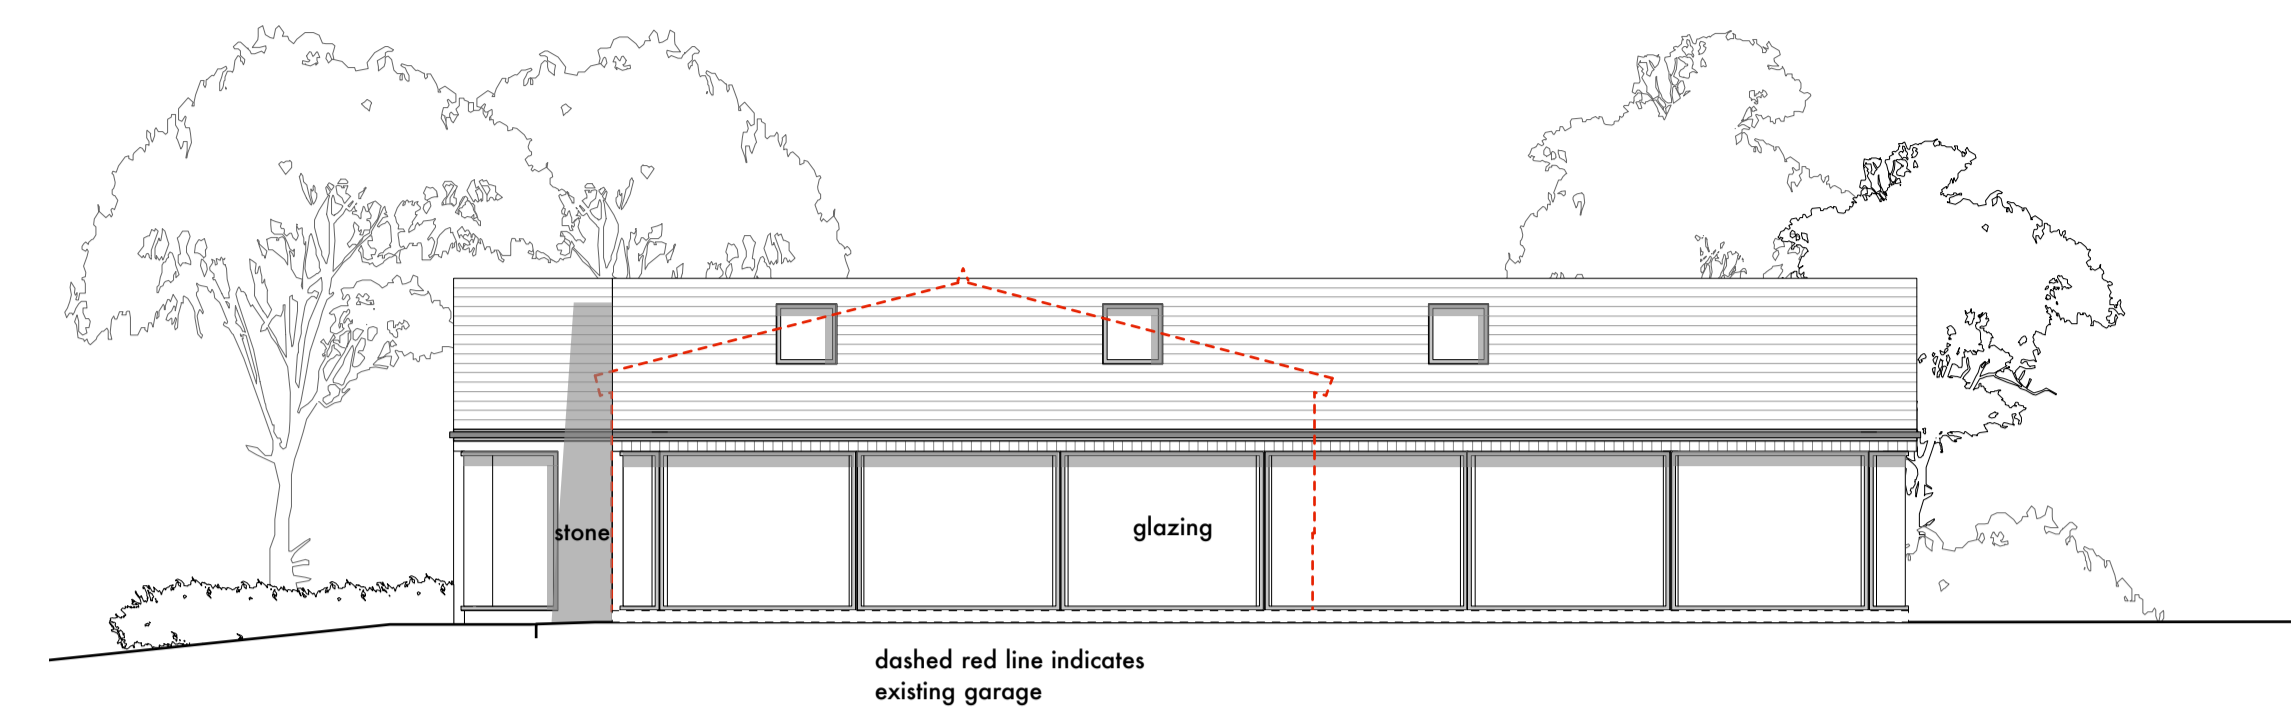 stone
glazing
dashed red line indicates
existing garage